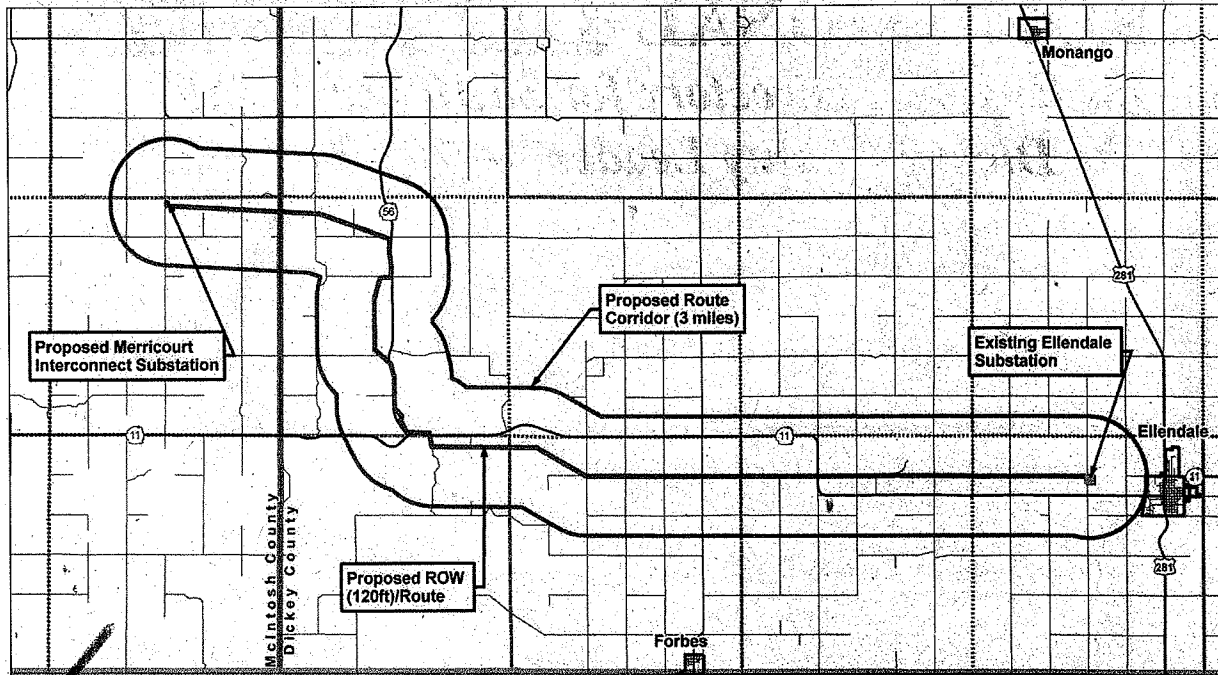 Monango
56
281
Proposed Route
Corridor (3 miles)
Existing Ellendale
Substation
Proposed Merricourt
Interconnect Substation
11
11
Ellendale
11
McIntosh County
Dickey County
Proposed ROW
(120ft)/Route
281
Forbes